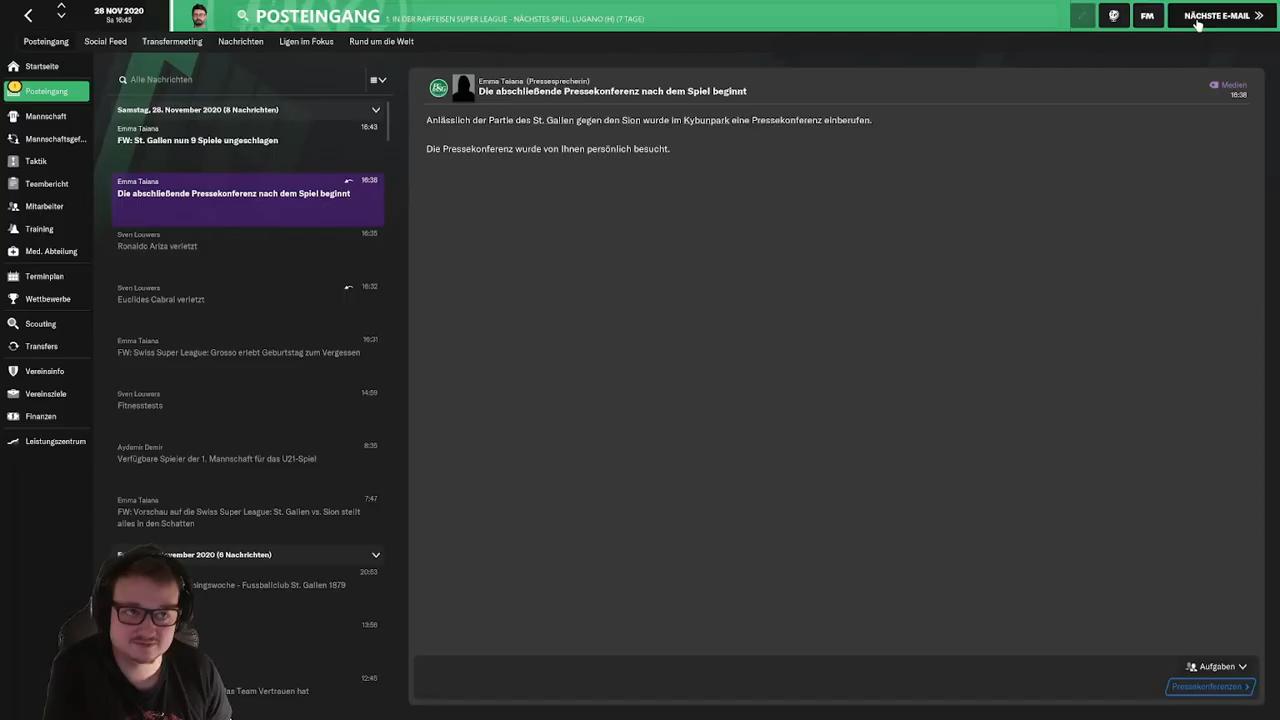 28 NOV 2020
Sa 16:45
POSTEINGANG
1. IN DER RAIFFEISEN SUPER LEAGUE - NÄCHSTES SPIEL: LUGANO (H) (7 TAGE)
FM
NÄCHSTE E-MAIL
Posteingang
Social Feed
Transfermeeting
Nachrichten
Ligen im Fokus
Rund um die Welt
Startseite
Posteingang
Mannschaft
Mannschaftsgef...
Taktik
Teambericht
Mitarbeiter
Training
Med. Abteilung
Terminplan
Wettbewerbe
Scouting
Transfers
Vereinsinfo
Vereinsziele
Finanzen
Leistungszentrum
Alle Nachrichten
Samstag, 28. November 2020 (8 Nachrichten)
Emma Taiana 16:43
FW: St. Gallen nun 9 Spiele ungeschlagen
Emma Taiana 16:38
Die abschließende Pressekonferenz nach dem Spiel beginnt
Sven Louwers 16:35
Ronaldo Ariza verletzt
Sven Louwers 16:32
Euclides Cabral verletzt
Emma Taiana 16:31
FW: Swiss Super League: Grosso erlebt Geburtstag zum Vergessen
Sven Louwers 14:59
Fitnesstests
Aydemir Demir 8:35
Verfügbare Spieler der 1. Mannschaft für das U21-Spiel
Emma Taiana 7:47
FW: Vorschau auf die Swiss Super League: St. Gallen vs. Sion stellt
alles in den Schatten
November 2020 (6 Nachrichten)
20:53
ingswoche - Fussballclub St. Gallen 1879
13:56
12:45
as Team Vertrauen hat
Emma Taiana (Pressesprecherin)
Die abschließende Pressekonferenz nach dem Spiel beginnt
Medien
16:38
Anlässlich der Partie des St. Gallen gegen den Sion wurde im Kybunpark eine Pressekonferenz einberufen.
Die Pressekonferenz wurde von Ihnen persönlich besucht.
Aufgaben
Pressekonferenzen >